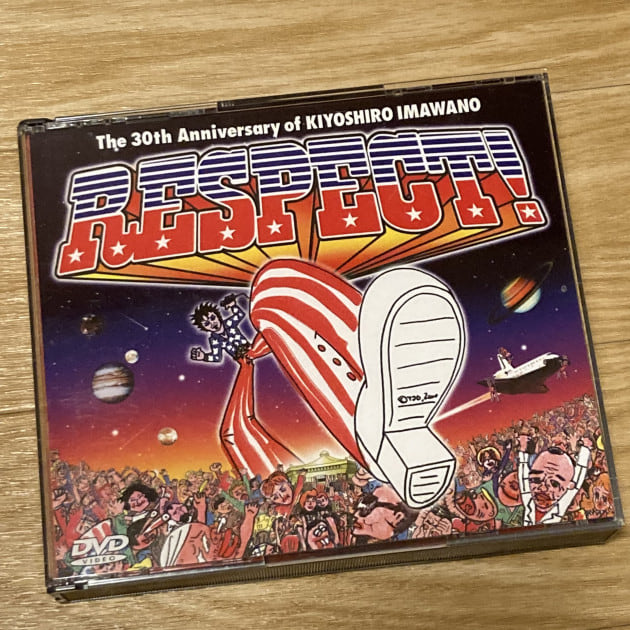 The 30th Anniversary of KIYOSHIRO IMAWANO
RESPECT!
DVD
VIDEO